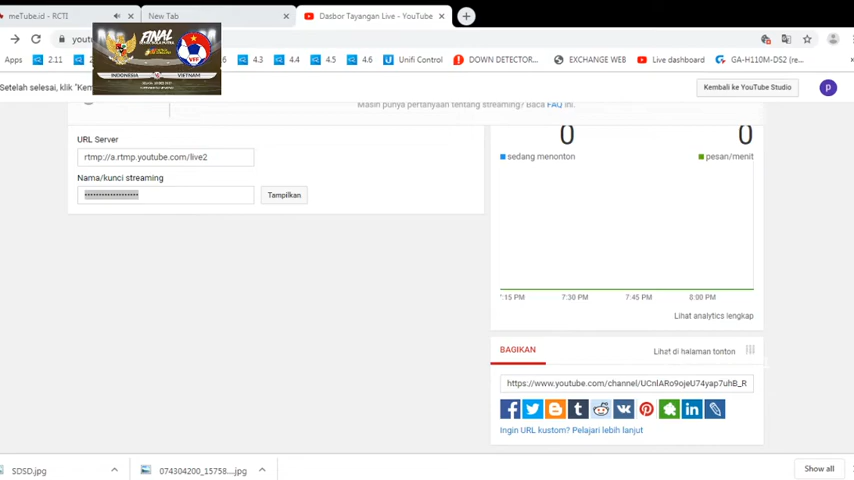 meTube.id - RCTI
New Tab
Dasbor Tayangan Live - YouTube
Apps 2.11 4.3 4.4 4.5 4.6 Unifi Control DOWN DETECTOR... EXCHANGE WEB Live dashboard GA-H110M-DS2 (re...
FINAL
INDONESIA VIETNAM
VFF
Setelah selesai, klik "Kem
Kembali ke YouTube Studio
p
Masih punya pertanyaan tentang streaming? Baca FAQ ini.
URL Server
rtmp://a.rtmp.youtube.com/live2
Nama/kunci streaming
Tampilkan
0 0
sedang menonton pesan/menit
:15 PM 7:30 PM 7:45 PM 8:00 PM
Lihat analytics lengkap
BAGIKAN
Lihat di halaman tonton
https://www.youtube.com/channel/UCnlARo9ojeU74yap7uhB_R
Ingin URL kustom? Pelajari lebih lanjut
SDSD.jpg
074304200_15758....jpg
Show all